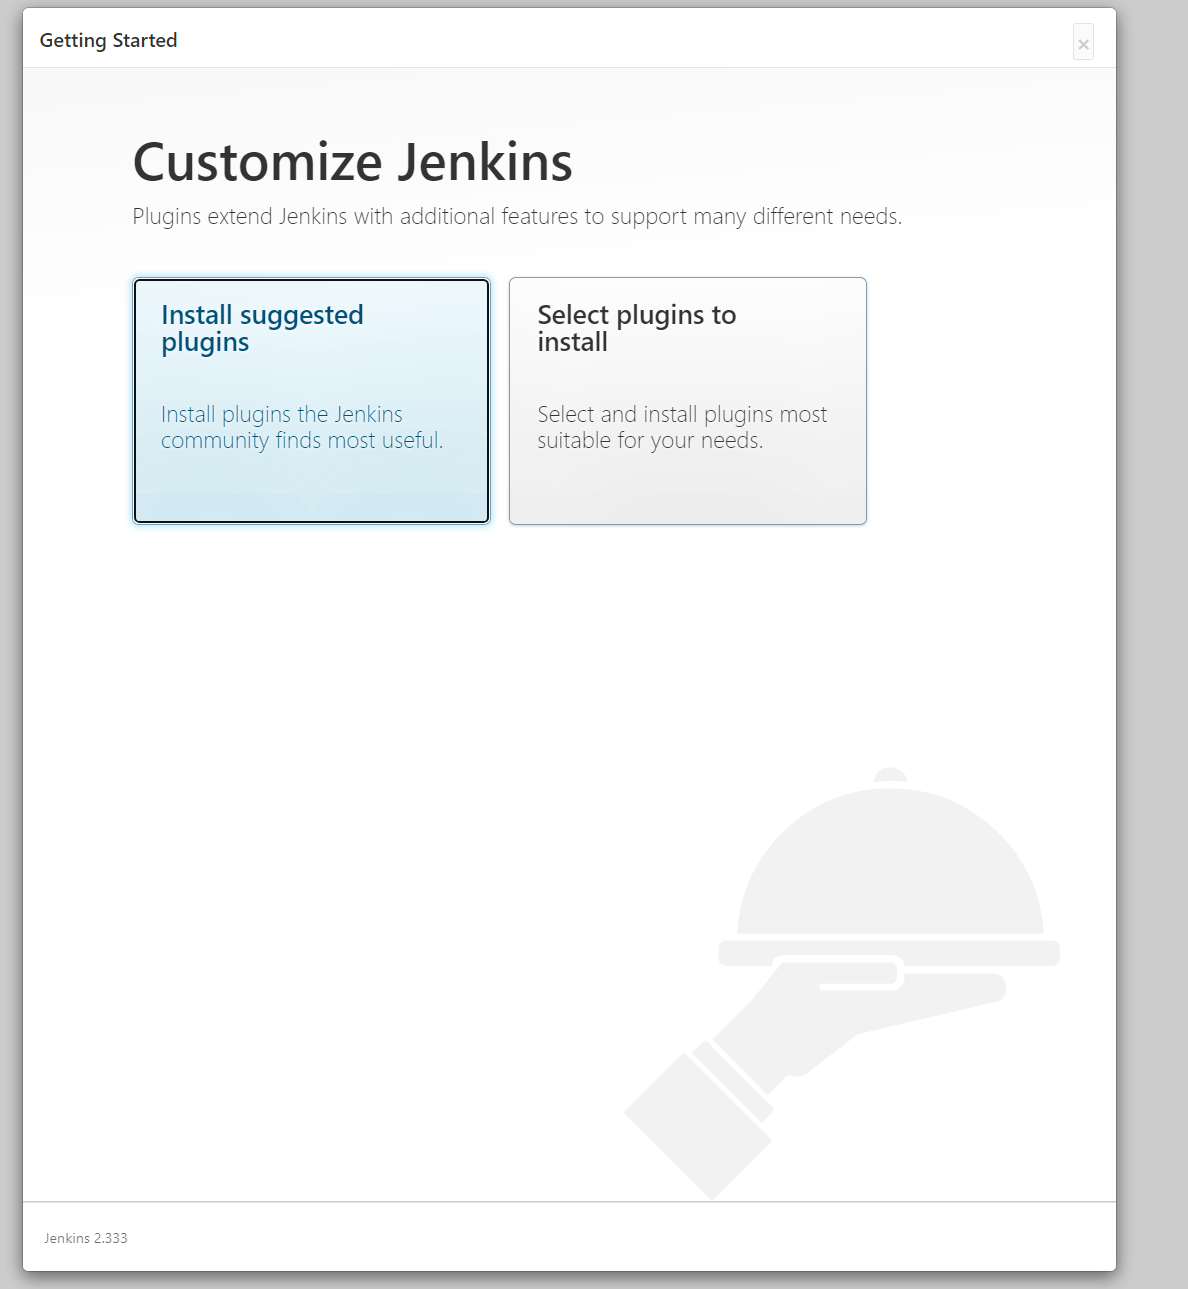 Getting Started
×
Customize Jenkins
Plugins extend Jenkins with additional features to support many different needs.
Install suggested
plugins
Install plugins the Jenkins
community finds most useful.
Select plugins to
install
Select and install plugins most
suitable for your needs.
Jenkins 2.333